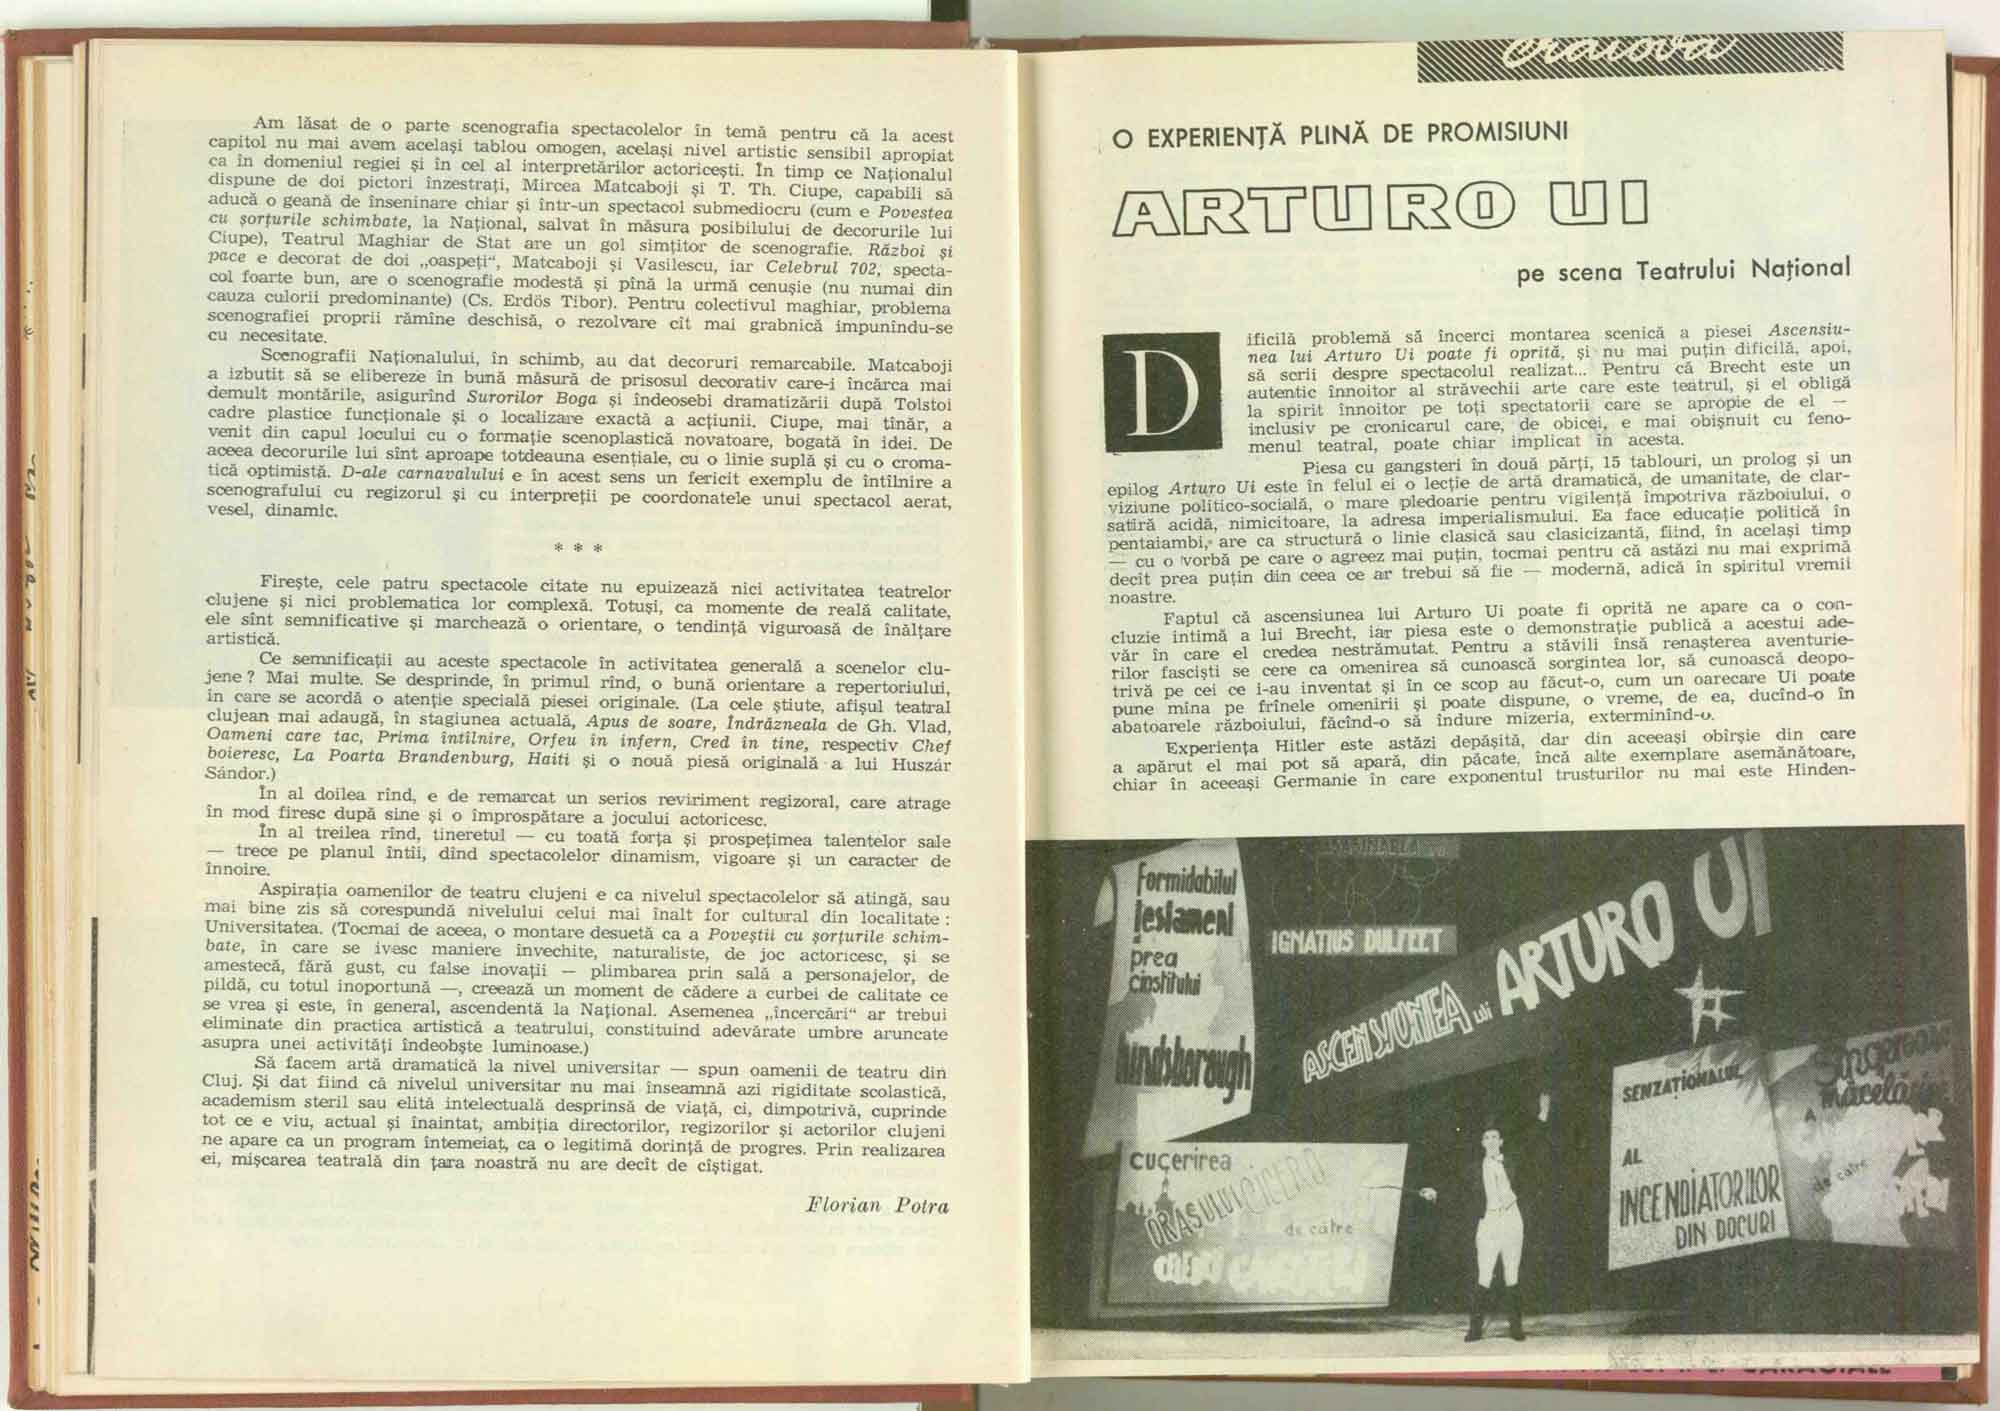 Am lăsat de o parte scenografia spectacolelor în temă pentru că la acest
capitol nu mai avem același tablou omogen, același nivel artistic sensibil apropiat
ca în domeniul regiei și în cel al interpretărilor actoricești. În timp ce Naționalul
dispune de doi pictori înzestrați, Mircea Matcaboji și T. Th. Ciupe, capabili să
aducă o geană de înseninare chiar și într-un spectacol submediocru (cum e Povestea
cu șorțurile schimbate, la Național, salvat în măsura posibilului de decorurile lui
Ciupe), Teatrul Maghiar de Stat are un gol simțitor de scenografie. Război și
pace e decorat de doi „oaspeți“, Matcaboji și Vasilescu, iar Celebrul 702, specta-
col foarte bun, are o scenografie modestă și pînă la urmă cenușie (nu numai din
cauza culorii predominante) (Cs. Erdös Tibor). Pentru colectivul maghiar, problema
scenografiei proprii rămîne deschisă, o rezolvare cît mai grabnică impunîndu-se
cu necesitate.
Scenografii Naționalului, în schimb, au dat decoruri remarcabile. Matcaboji
a izbutit să se elibereze în bună măsură de prisosul decorativ care-i încărca mai
demult montările, asigurînd Surorilor Boga și îndeosebi dramatizării după Tolstoi
cadre plastice funcționale și o localizare exactă a acțiunii. Ciupe, mai tînăr, a
venit din capul locului cu o formație scenoplastică novatoare, bogată în idei. De
aceea decorurile lui sînt aproape totdeauna esențiale, cu o linie suplă și cu o croma-
tică optimistă. D-ale carnavalului e în acest sens un fericit exemplu de întîlnire a
scenografului cu regizorul și cu interpreții pe coordonatele unui spectacol aerat,
vesel, dinamic.
* * *
Firește, cele patru spectacole citate nu epuizează nici activitatea teatrelor
clujene și nici problematica lor complexă. Totuși, ca momente de reală calitate,
ele sînt semnificative și marchează o orientare, o tendință viguroasă de înălțare
artistică.
Ce semnificații au aceste spectacole în activitatea generală a scenelor clu-
jene ? Mai multe. Se desprinde, în primul rînd, o bună orientare a repertoriului,
în care se acordă o atenție specială piesei originale. (La cele știute, afișul teatral
clujean mai adaugă, în stagiunea actuală, Apus de soare, Îndrăzneala de Gh. Vlad,
Oameni care tac, Prima întîlnire, Orfeu în infern, Cred în tine, respectiv Chef
boieresc, La Poarta Brandenburg, Haiti și o nouă piesă originală a lui Huszár
Sándor.)
În al doilea rînd, e de remarcat un serios reviriment regizoral, care atrage
în mod firesc după sine și o împrospătare a jocului actoricesc.
În al treilea rînd, tineretul — cu toată forța și prospețimea talentelor sale
— trece pe planul întîi, dînd spectacolelor dinamism, vigoare și un caracter de
înnoire.
Aspirația oamenilor de teatru clujeni e ca nivelul spectacolelor să atingă, sau
mai bine zis să corespundă nivelului celui mai înalt for cultural din localitate :
Universitatea. (Tocmai de aceea, o montare desuetă ca a Poveștii cu șorțurile schim-
bate, în care se ivesc maniere învechite, naturaliste, de joc actoricesc, și se
amestecă, fără gust, cu false inovații — plimbarea prin sală a personajelor, de
pildă, cu totul inoportună —, creează un moment de cădere a curbei de calitate ce
se vrea și este, în general, ascendentă la Național. Asemenea „încercări“ ar trebui
eliminate din practica artistică a teatrului, constituind adevărate umbre aruncate
asupra unei activități îndeobște luminoase.)
Să facem artă dramatică la nivel universitar — spun oamenii de teatru din
Cluj. Și dat fiind că nivelul universitar nu mai înseamnă azi rigiditate scolastică,
academism steril sau elită intelectuală desprinsă de viață, ci, dimpotrivă, cuprinde
tot ce e viu, actual și înaintat, ambiția directorilor, regizorilor și actorilor clujeni
ne apare ca un program întemeiat, ca o legitimă dorință de progres. Prin realizarea
ei, mișcarea teatrală din țara noastră nu are decît de cîștigat.
Florian Potra
craiova
O EXPERIENȚĂ PLINĂ DE PROMISIUNI
ARTURO UI
pe scena Teatrului Național
Dificilă problemă să încerci montarea scenică a piesei Ascensiu-
nea lui Arturo Ui poate fi oprită, și nu mai puțin dificilă, apoi,
să scrii despre spectacolul realizat... Pentru că Brecht este un
autentic înnoitor al străvechii arte care este teatrul, și el obligă
la spirit înnoitor pe toți spectatorii care se apropie de el —
inclusiv pe cronicarul care, de obicei, e mai obișnuit cu feno-
menul teatral, poate chiar implicat în acesta.
Piesa cu gangsteri în două părți, 15 tablouri, un prolog și un
epilog Arturo Ui este în felul ei o lecție de artă dramatică, de umanitate, de clar-
viziune politico-socială, o mare pledoarie pentru vigilență împotriva războiului, o
satiră acidă, nimicitoare, la adresa imperialismului. Ea face educație politică în
pentaiambi, are ca structură o linie clasică sau clasicizantă, fiind, în același timp
— cu o vorbă pe care o agreez mai puțin, tocmai pentru că astăzi nu mai exprimă
decît prea puțin din ceea ce ar trebui să fie — modernă, adică în spiritul vremii
noastre.
Faptul că ascensiunea lui Arturo Ui poate fi oprită ne apare ca o con-
cluzie intimă a lui Brecht, iar piesa este o demonstrație publică a acestui ade-
văr în care el credea nestrămutat. Pentru a stăvili însă renașterea aventurie-
rilor fasciști se cere ca omenirea să cunoască sorgintea lor, să cunoască deopo-
trivă pe cei ce i-au inventat și în ce scop au făcut-o, cum un oarecare Ui poate
pune mîna pe frînele omenirii și poate dispune, o vreme, de ea, ducînd-o în
abatoarele războiului, făcînd-o să îndure mizeria, exterminînd-o.
Experiența Hitler este astăzi depășită, dar din aceeași obîrșie din care
a apărut el mai pot să apară, din păcate, încă alte exemplare asemănătoare,
chiar în aceeași Germanie în care exponentul trusturilor nu mai este Hinden-
Formidabilul
testament
prea
cinstitului
hindsborough
IGNATIUS DULFEET
ASCENSIUNEA lui ARTURO UI
cucerirea
ORAȘULUI CICERO
de către
SENZAȚIONALUL
AL
INCENDIATORILOR
DIN DOCURI
de către